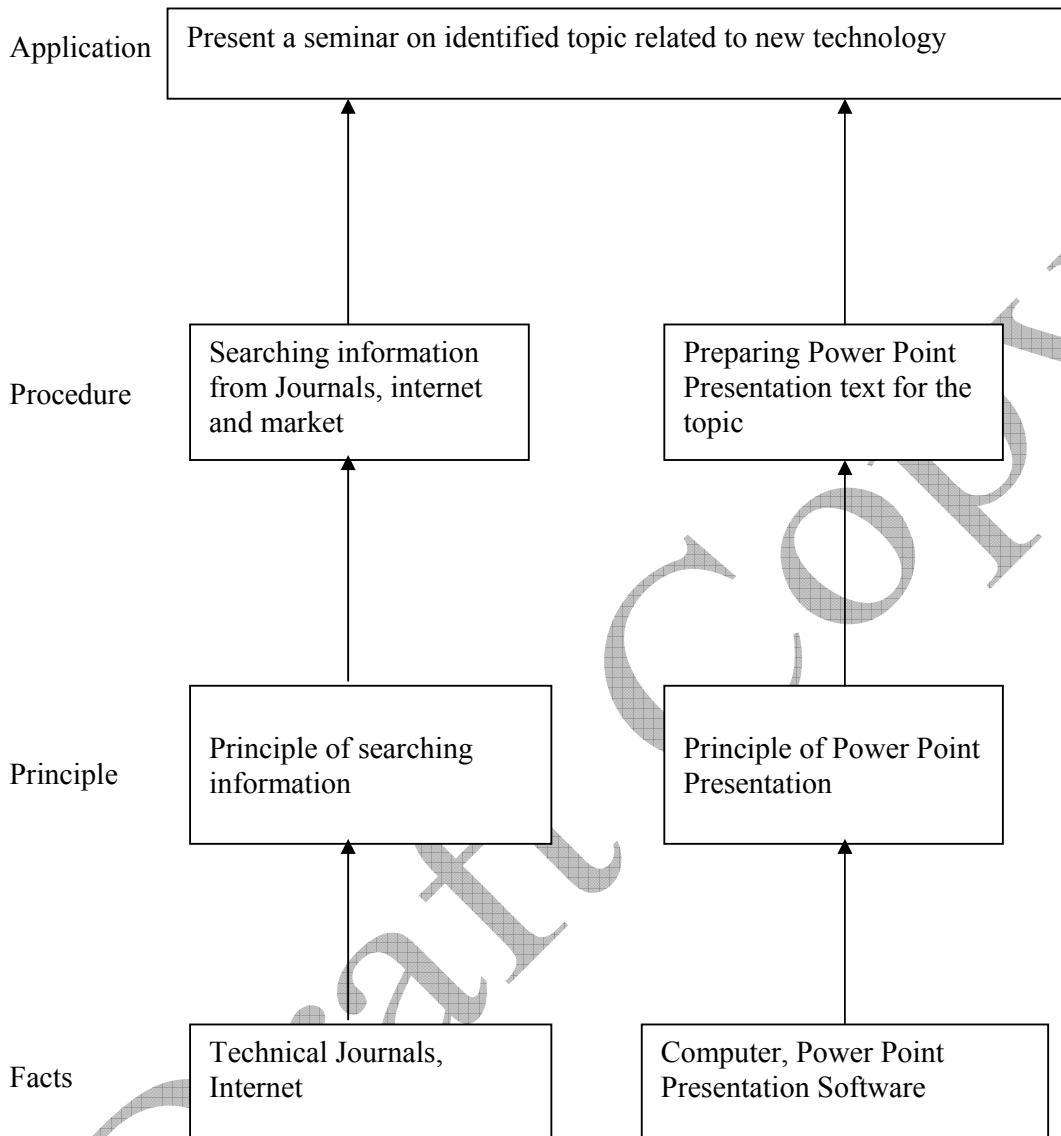 Application
Present a seminar on identified topic related to new technology
Procedure
Searching information
from Journals, internet
and market
Preparing Power Point
Presentation text for the
topic
Principle
Principle of searching
information
Principle of Power Point
Presentation
Facts
Technical Journals,
Internet
Computer, Power Point
Presentation Software